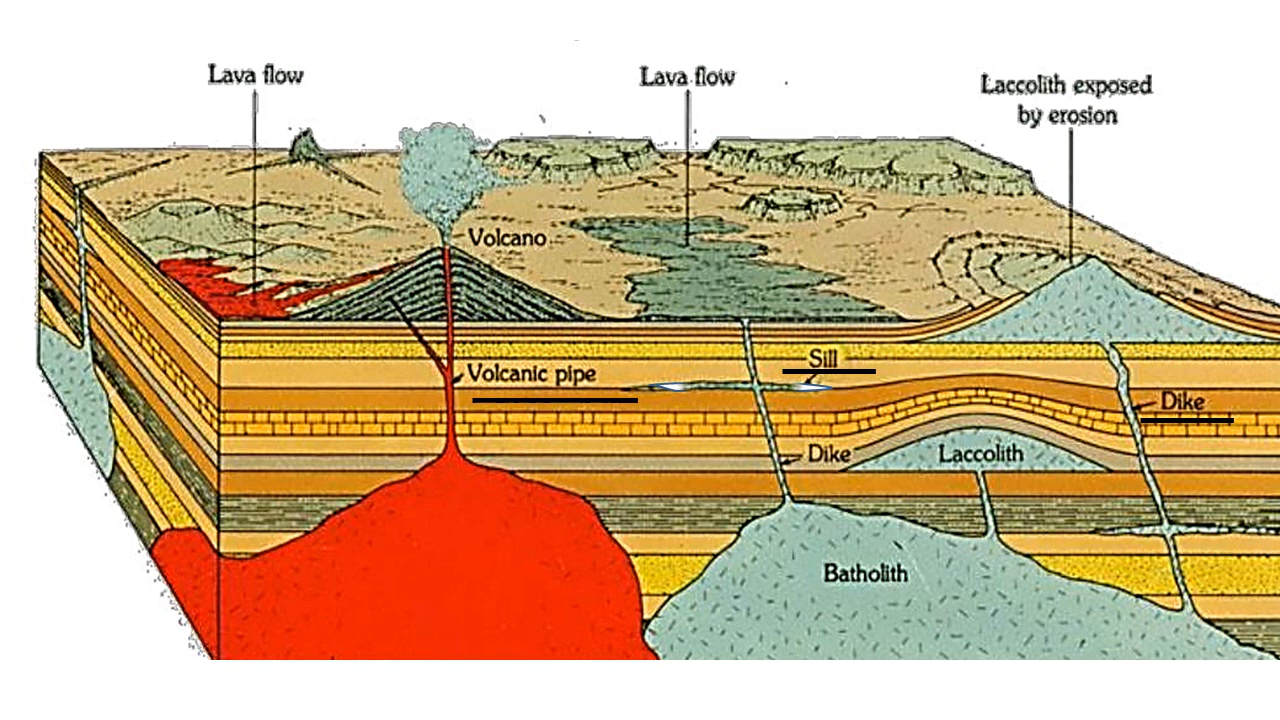 Lava flow
Lava flow
Laccolith exposed
by erosion
Volcano
Sill
Volcanic pipe
Dike
Dike
Laccolith
Batholith